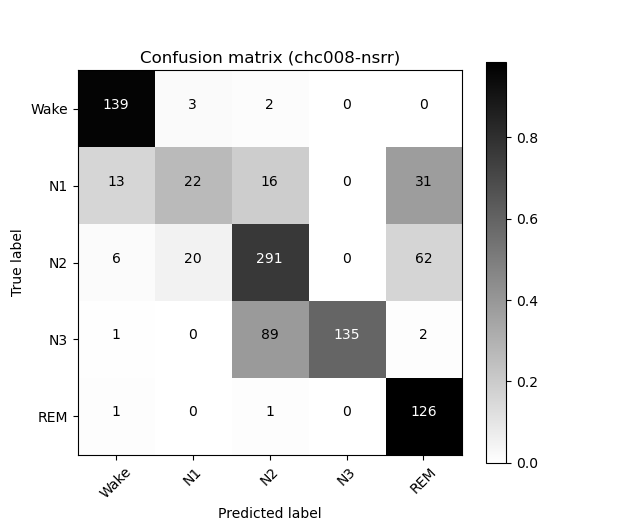 Confusion matrix (chc008-nsrr)
Wake 139 3 2 0 0
N1 13 22 16 0 31
N2 6 20 291 0 62
N3 1 0 89 135 2
REM 1 0 1 0 126
Wake N1 N2 N3 REM
Predicted label
True label
0.8
0.6
0.4
0.2
0.0